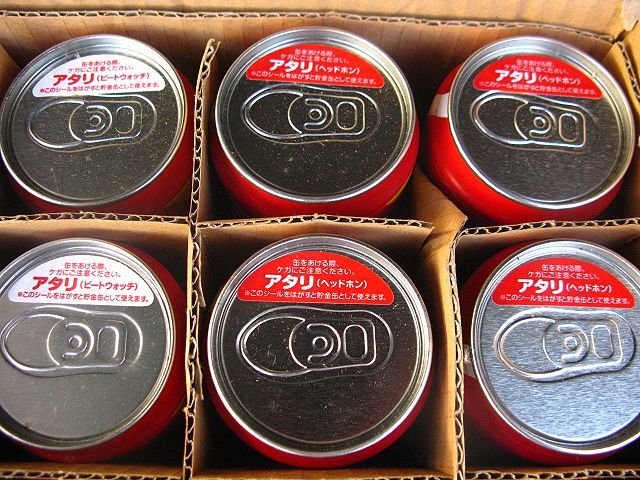 缶をあける際、
ケガにご注意ください。
アタリ(ビートウォッチ)
※このシールをはがすと貯金缶として使えます。
缶をあける際、
ケガにご注意ください。
アタリ(ヘッドホン)
※このシールをはがすと貯金缶として使えます。
缶をあける際、
ケガにご注意ください。
アタリ(ヘッドホン)
※このシールをはがすと貯金缶として使えます。
缶をあける際、
ケガにご注意ください。
アタリ(ビートウォッチ)
※このシールをはがすと貯金缶として使えます。
缶をあける際、
ケガにご注意ください。
アタリ(ヘッドホン)
※このシールをはがすと貯金缶として使えます。
缶をあける際、
ケガにご注意ください。
アタリ(ヘッドホン)
※このシールをはがすと貯金缶として使えます。